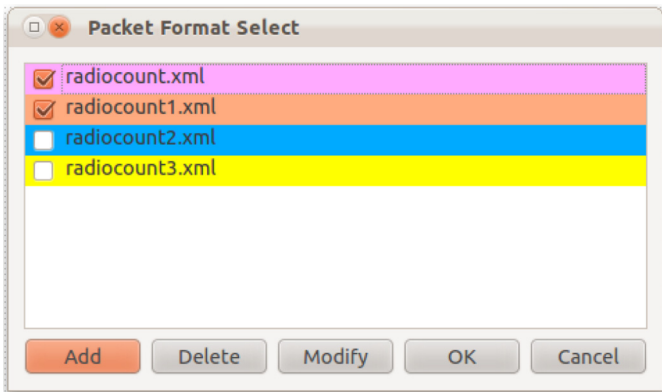 Packet Format Select
radiocount.xml
radiocount1.xml
radiocount2.xml
radiocount3.xml
Add Delete Modify OK Cancel